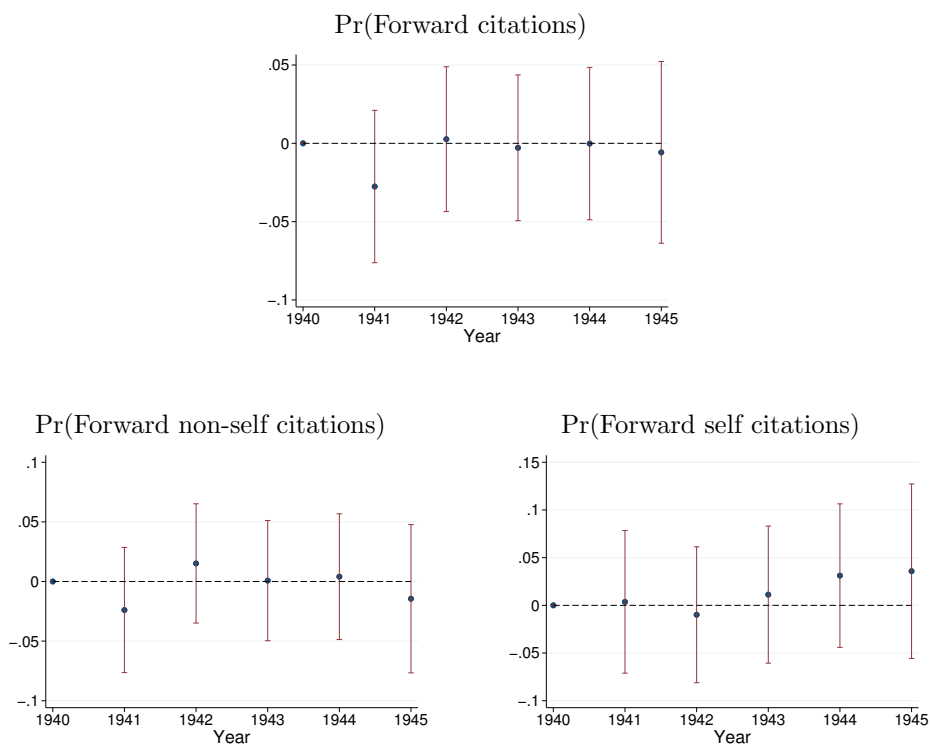 Pr(Forward citations)
.05
0
−.05
−.1
1940 1941 1942 1943 1944 1945
Year
Pr(Forward non-self citations)
.1
.05
0
−.05
−.1
1940 1941 1942 1943 1944 1945
Year
Pr(Forward self citations)
.15
.1
.05
0
−.05
−.1
1940 1941 1942 1943 1944 1945
Year